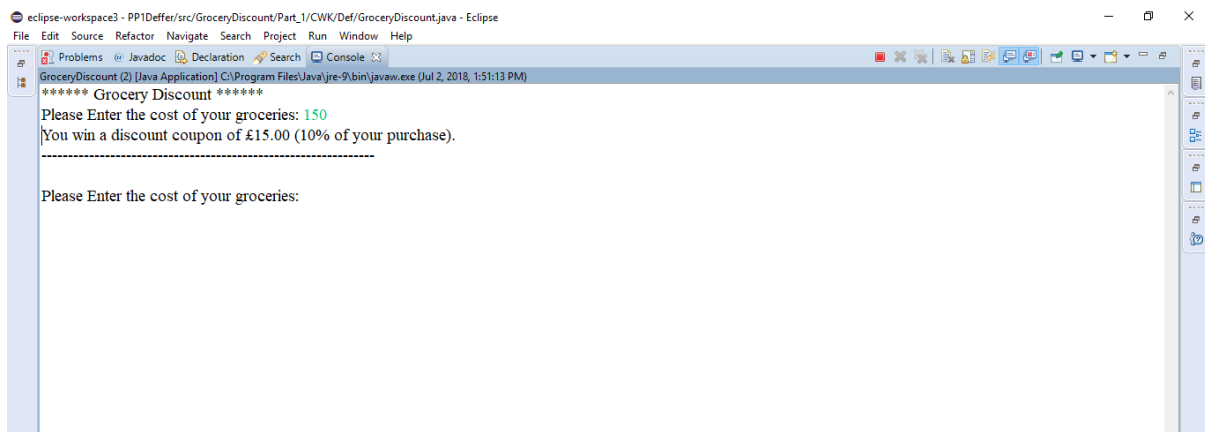 eclipse-workspace3 - PP1Deffer/src/GroceryDiscount/Part_1/CWK/Def/GroceryDiscount.java - Eclipse
File Edit Source Refactor Navigate Search Project Run Window Help
Problems @ Javadoc Declaration Search Console
GroceryDiscount (2) [Java Application] C:\Program Files\Java\jre-9\bin\javaw.exe (Jul 2, 2018, 1:51:13 PM)
****** Grocery Discount ******
Please Enter the cost of your groceries: 150
You win a discount coupon of £15.00 (10% of your purchase).
---------------------------------------------------------------
Please Enter the cost of your groceries: